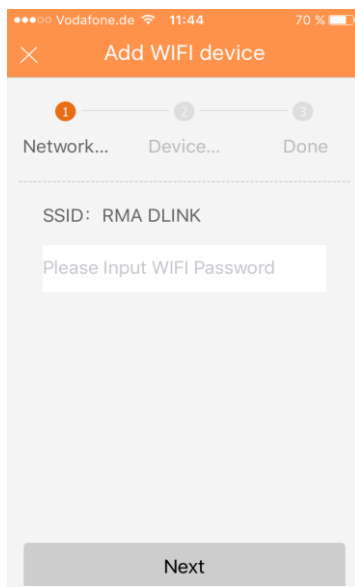 Vodafone.de 11:44 70 %
Add WIFI device
1 2 3
Network... Device... Done
SSID: RMA DLINK
Please Input WIFI Password
Next